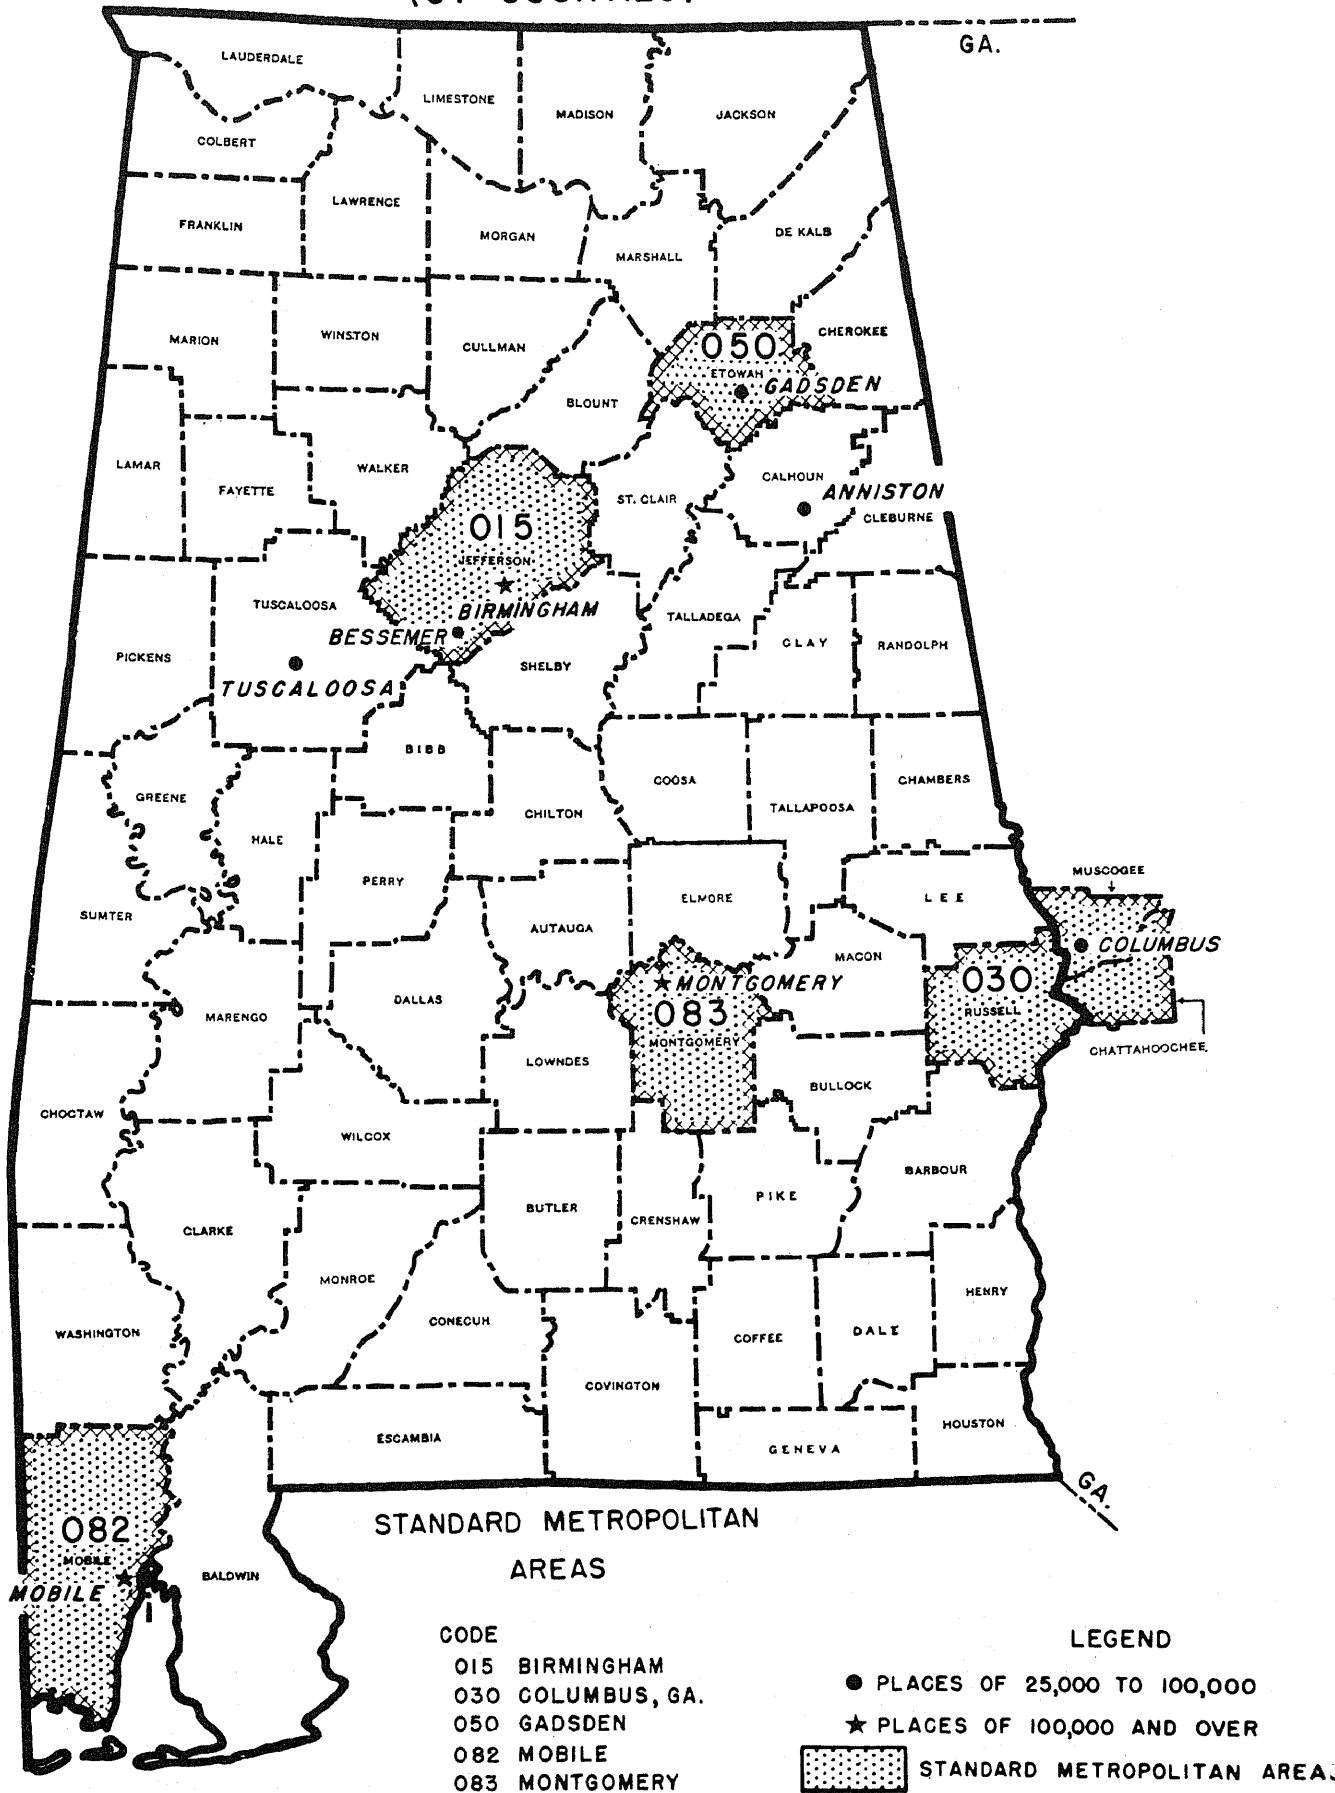 GA.
LAUDERDALE
LIMESTONE
MADISON
JACKSON
COLBERT
LAWRENCE
FRANKLIN
MORGAN
MARSHALL
DE KALB
MARION
WINSTON
CULLMAN
CHEROKEE
050
ETOWAH
GADSDEN
BLOUNT
LAMAR
FAYETTE
WALKER
ST. CLAIR
CALHOUN
ANNISTON
CLEBURNE
015
JEFFERSON
BIRMINGHAM
BESSEMER
TUSCALOOSA
TUSCALOOSA
PICKENS
SHELBY
TALLADEGA
CLAY
RANDOLPH
BIBB
GREENE
HALE
CHILTON
COOSA
TALLAPOOSA
CHAMBERS
PERRY
SUMTER
AUTAUGA
ELMORE
LEE
MUSCOGEE
COLUMBUS
MACON
030
RUSSELL
CHATTAHOOCHEE
MONTGOMERY
083
MONTGOMERY
DALLAS
MARENGO
LOWNDES
BULLOCK
CHOCTAW
WILCOX
BARBOUR
PIKE
BUTLER
CRENSHAW
CLARKE
MONROE
CONECUH
HENRY
WASHINGTON
COFFEE
DALE
COVINGTON
ESCAMBIA
GENEVA
HOUSTON
GA.
082
MOBILE
MOBILE
BALDWIN
STANDARD METROPOLITAN
AREAS
CODE
015 BIRMINGHAM
030 COLUMBUS, GA.
050 GADSDEN
082 MOBILE
083 MONTGOMERY
LEGEND
● PLACES OF 25,000 TO 100,000
★ PLACES OF 100,000 AND OVER
STANDARD METROPOLITAN AREA